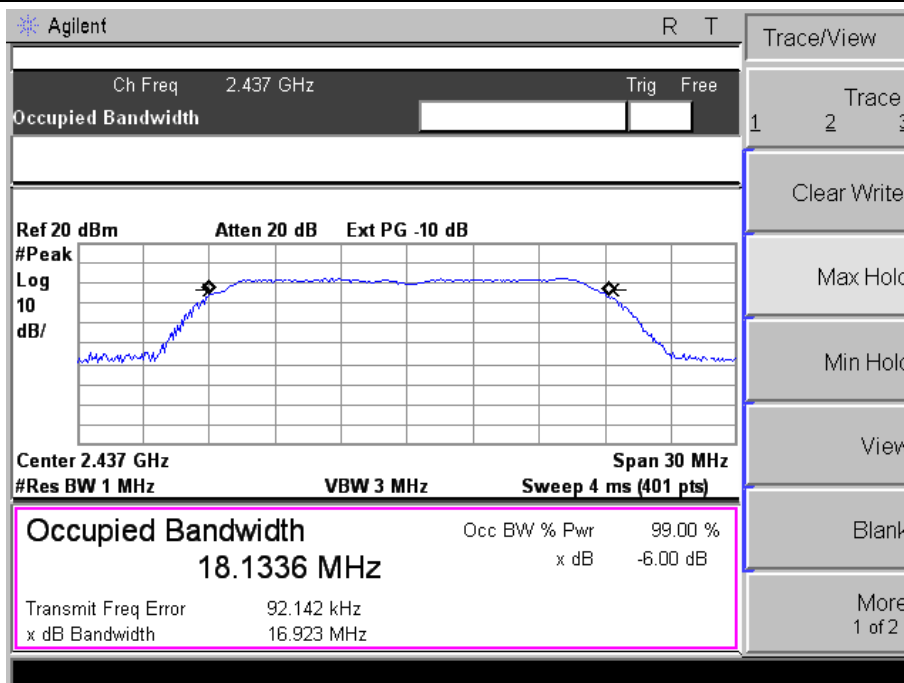 Agilent R T
Trace/View
Ch Freq 2.437 GHz Trig Free
Occupied Bandwidth
Trace
1 2 3
Clear Write
Ref 20 dBm Atten 20 dB Ext PG -10 dB
#Peak
Log
10
dB/
Max Hold
Min Hold
View
Center 2.437 GHz Span 30 MHz
#Res BW 1 MHz VBW 3 MHz Sweep 4 ms (401 pts)
Occupied Bandwidth
18.1336 MHz
Occ BW % Pwr 99.00 %
x dB -6.00 dB
Transmit Freq Error 92.142 kHz
x dB Bandwidth 16.923 MHz
Blank
More
1 of 2